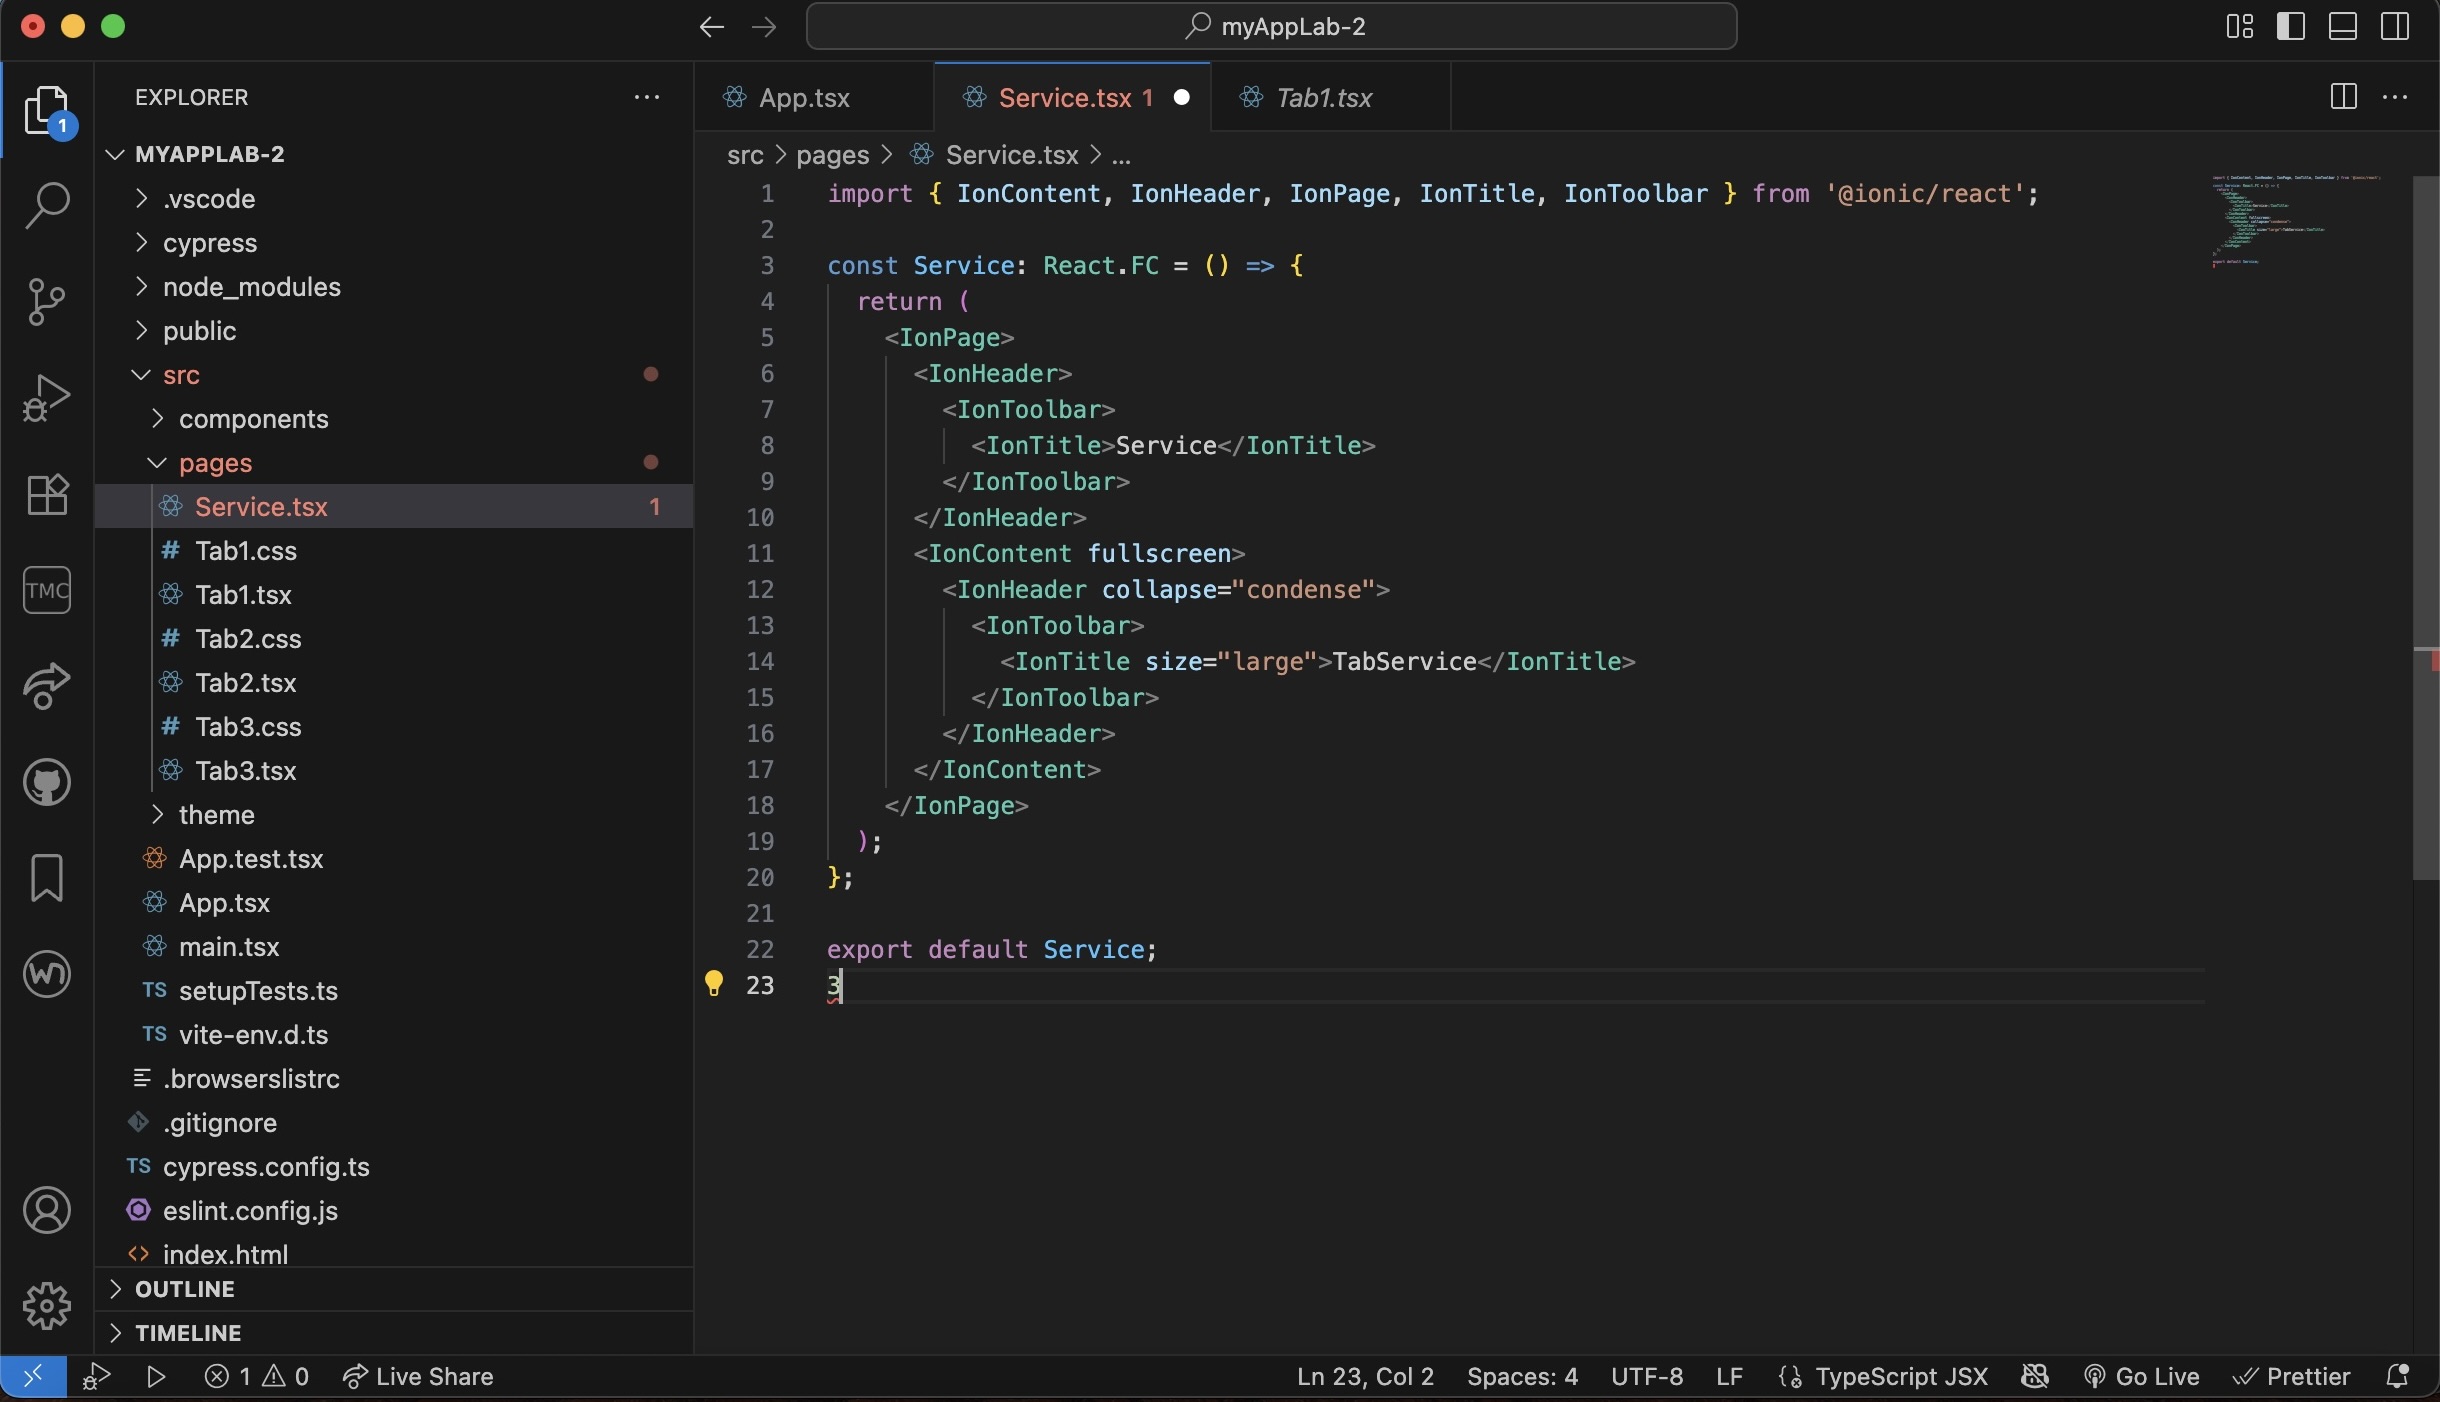 myAppLab-2
EXPLORER
1
MYAPPLAB-2
.vscode
cypress
node_modules
public
src
components
pages
Service.tsx 1
Tab1.css
Tab1.tsx
Tab2.css
Tab2.tsx
Tab3.css
Tab3.tsx
theme
App.test.tsx
App.tsx
main.tsx
TS setupTests.ts
TS vite-env.d.ts
.browserslistrc
.gitignore
TS cypress.config.ts
eslint.config.js
index.html
OUTLINE
TIMELINE
TMC
App.tsx
Service.tsx 1
Tab1.tsx
src > pages > Service.tsx > ...
1 import { IonContent, IonHeader, IonPage, IonTitle, IonToolbar } from '@ionic/react';
2
3 const Service: React.FC = () => {
4 return (
5 <IonPage>
6 <IonHeader>
7 <IonToolbar>
8 <IonTitle>Service</IonTitle>
9 </IonToolbar>
10 </IonHeader>
11 <IonContent fullscreen>
12 <IonHeader collapse="condense">
13 <IonToolbar>
14 <IonTitle size="large">TabService</IonTitle>
15 </IonToolbar>
16 </IonHeader>
17 </IonContent>
18 </IonPage>
19 );
20 };
21
22 export default Service;
23 3
1 0 Live Share
Ln 23, Col 2 Spaces: 4 UTF-8 LF TypeScript JSX Go Live Prettier